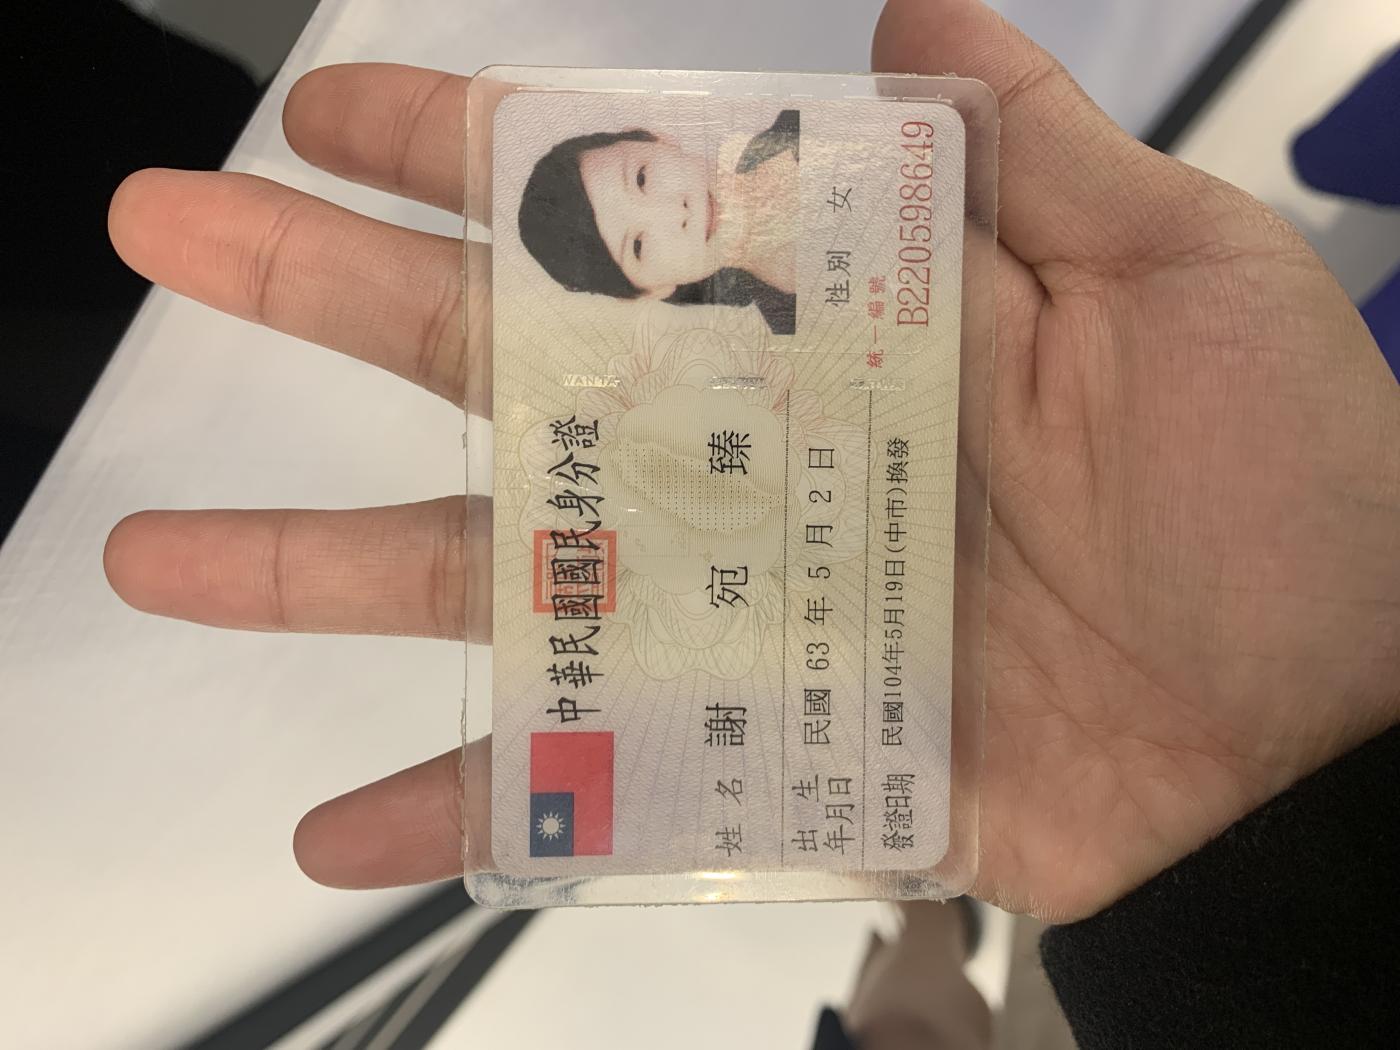 中華民國國民身分證
姓名 謝宛臻
出生年月日 民國 63 年 5 月 2 日
性別 女
發證日期 民國104年5月19日(中市)換發
統一編號
B220598649